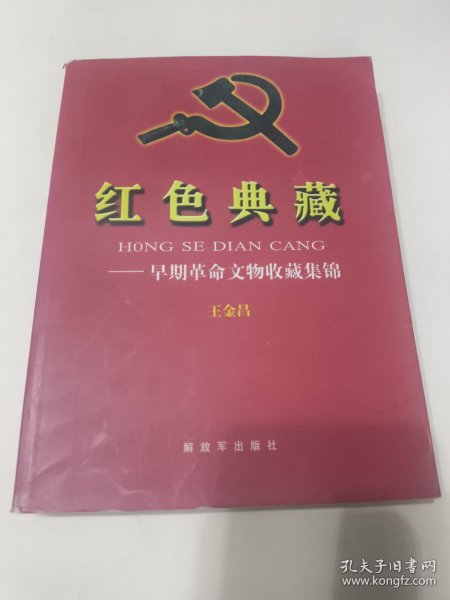 红色典藏
HONG SE DIAN CANG
——早期革命文物收藏集锦
王金昌
解放军出版社
孔夫子旧书网
www.kongfz.com